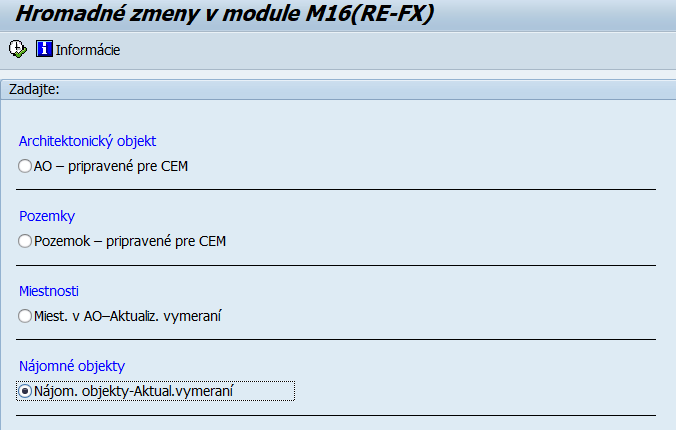 Hromadné zmeny v module M16(RE-FX)
Informácie
Zadajte:
Architektonický objekt
AO – pripravené pre CEM
Pozemky
Pozemok – pripravené pre CEM
Miestnosti
Miest. v AO–Aktualiz. vymeraní
Nájomné objekty
Nájom. objekty-Aktual.vymeraní